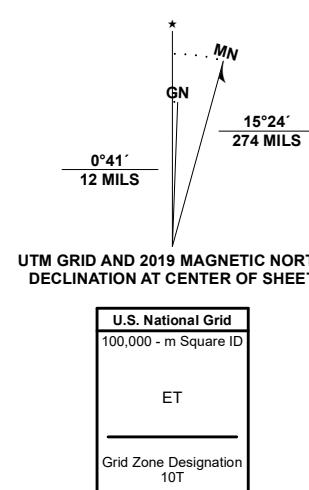 ★
MN
GN
15°24´
274 MILS
0°41´
12 MILS
UTM GRID AND 2019 MAGNETIC NORT
DECLINATION AT CENTER OF SHEET
U.S. National Grid
100,000 - m Square ID
ET
Grid Zone Designation
10T